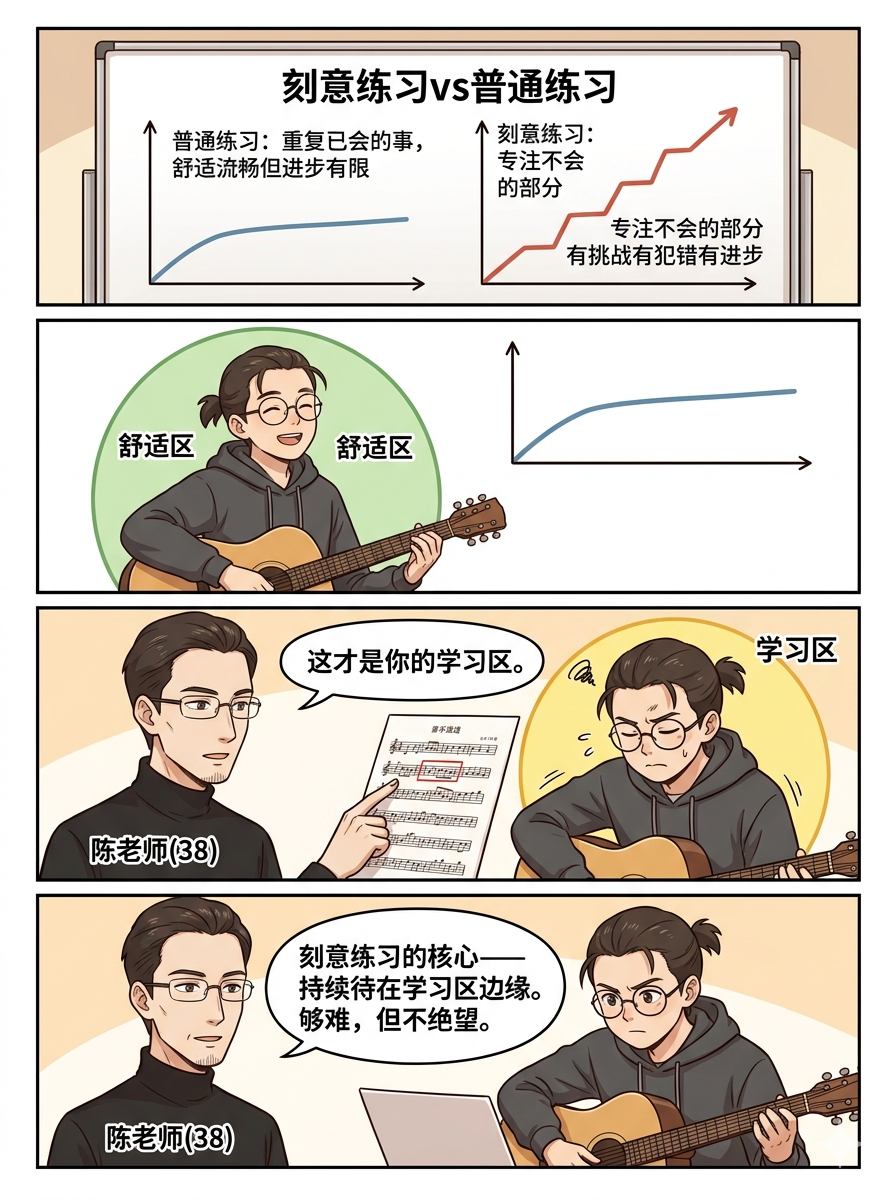 刻意练习vs普通练习
普通练习：重复已会的事，
舒适流畅但进步有限
刻意练习：
专注不会
的部分
专注不会的部分
有挑战有犯错有进步
舒适区
舒适区
这才是你的学习区。
学习区
陈老师(38)
刻意练习的核心——
持续待在学习区边缘。
够难，但不绝望。
陈老师(38)